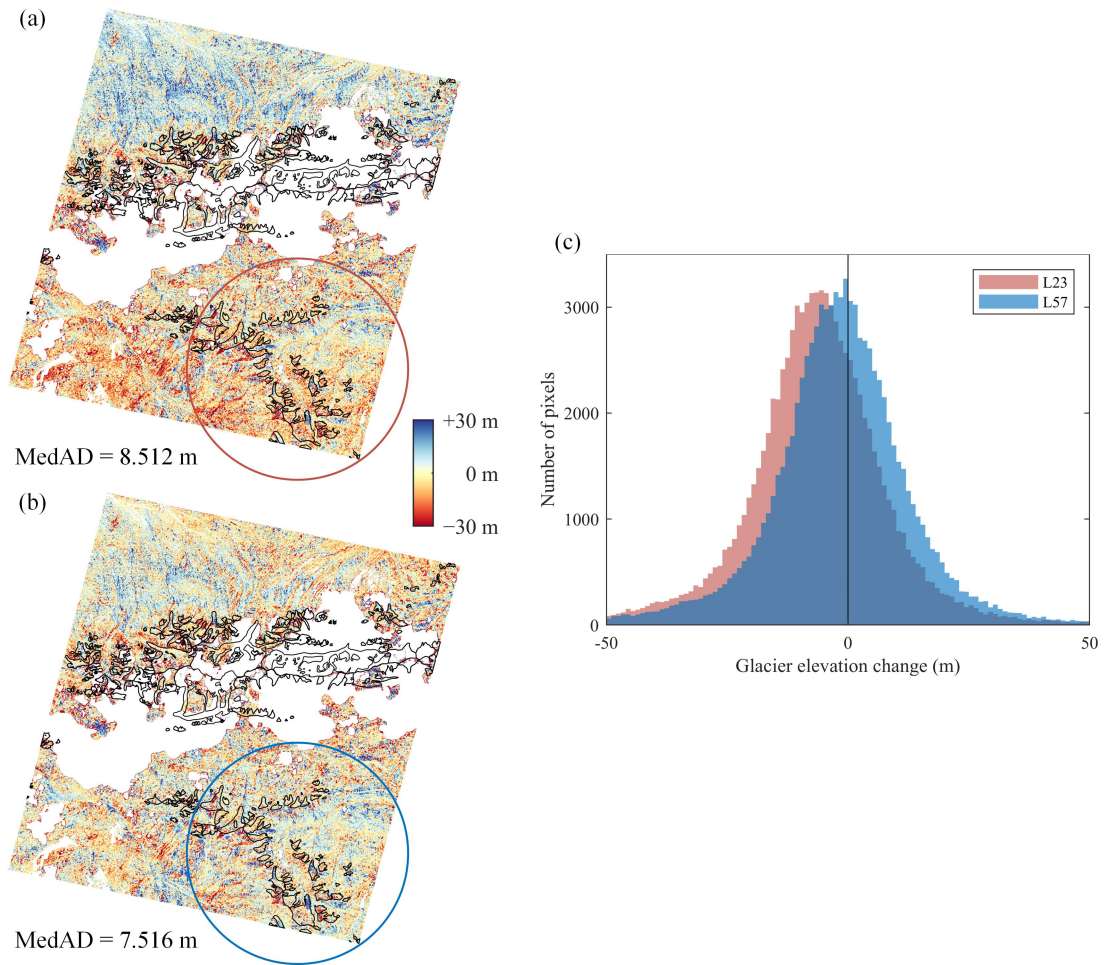 (a)
+30 m
0 m
−30 m
MedAD = 8.512 m
(b)
MedAD = 7.516 m
(c)
L23
L57
3000
2000
1000
0
-50
0
50
Number of pixels
Glacier elevation change (m)